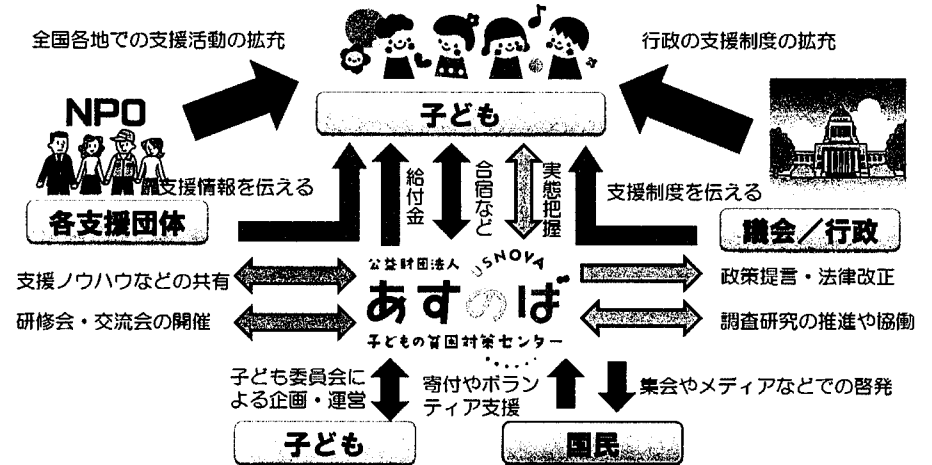 全国各地での支援活動の拡充
行政の支援制度の拡充
NPO
子ども
支援情報を伝える
給付金
合宿など
実態把握
支援制度を伝える
各支援団体
議会／行政
公益財団法人
USNOVA
あすのば
子どもの貧困対策センター
支援ノウハウなどの共有
政策提言・法律改正
研修会・交流会の開催
調査研究の推進や協働
子ども委員会に
よる企画・運営
寄付やボラン
ティア支援
集会やメディアなどでの啓発
子ども
国民